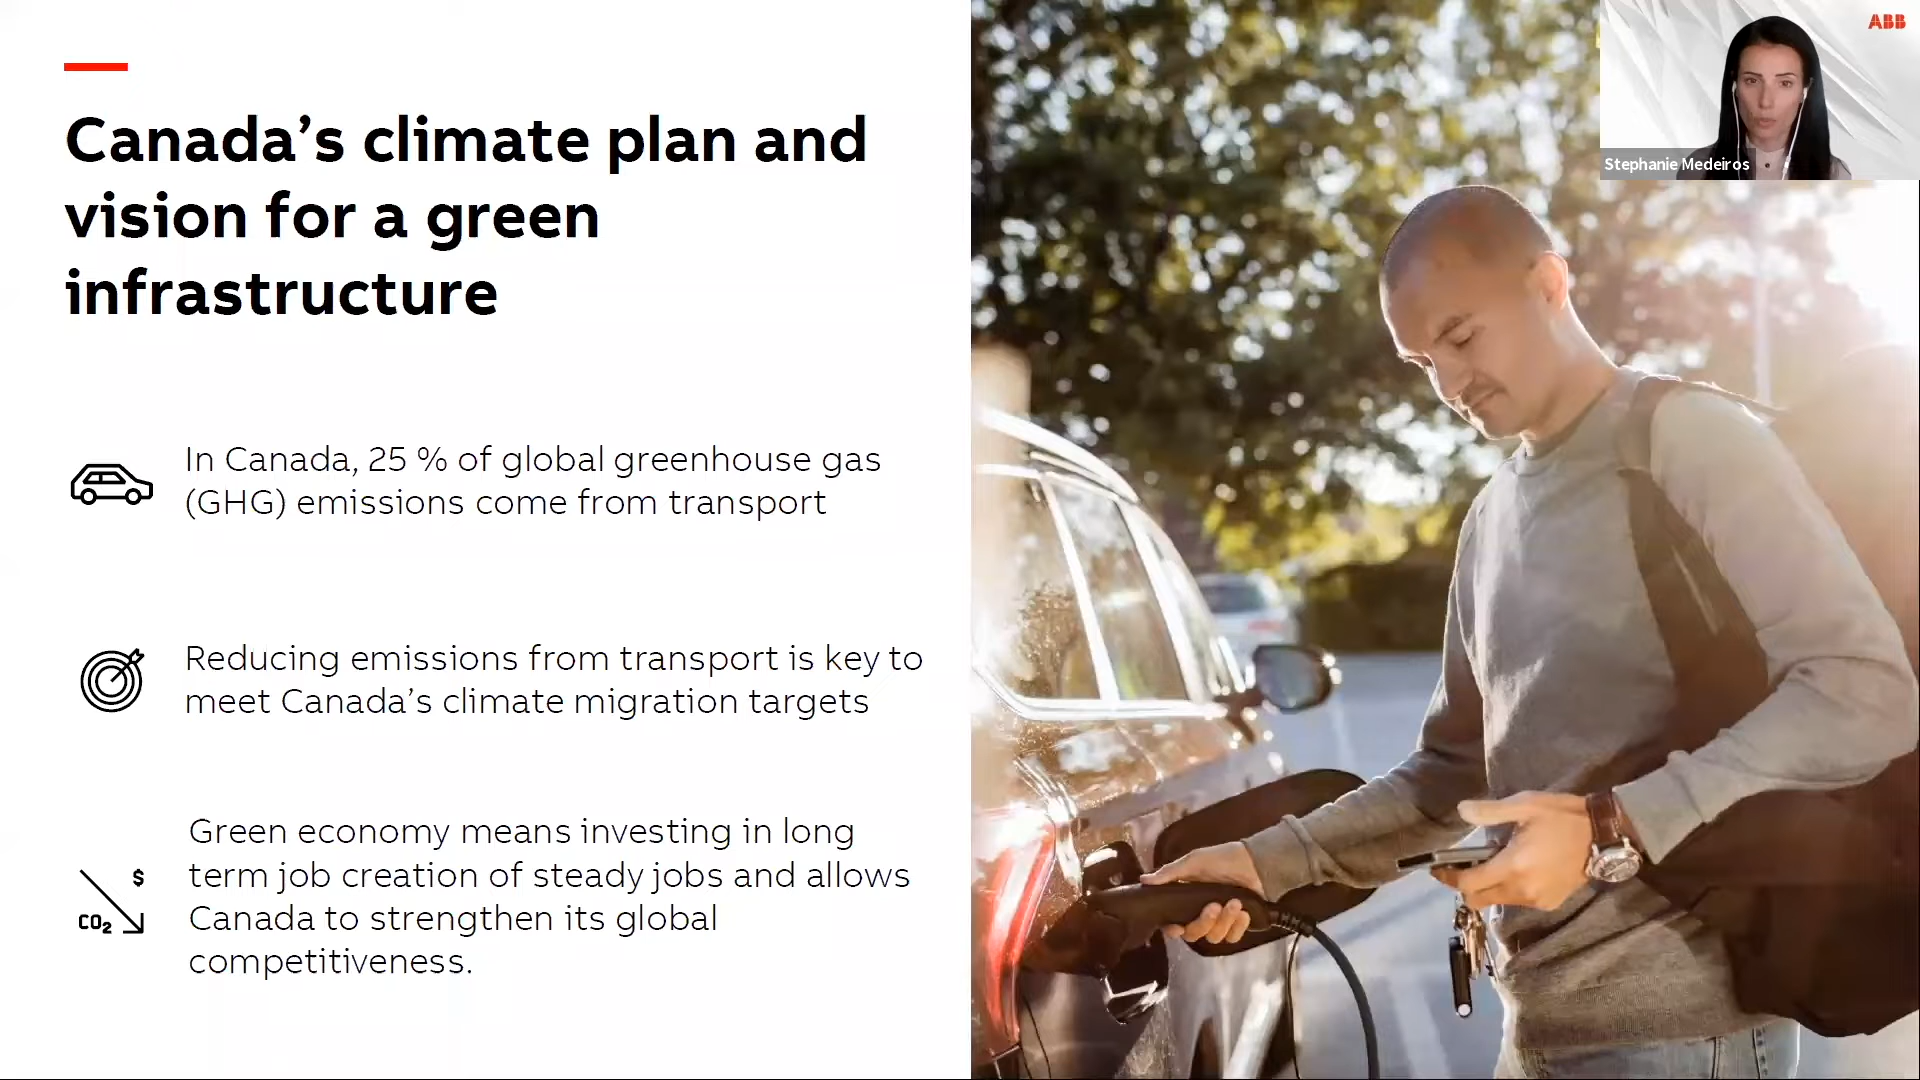 Canada’s climate plan and
vision for a green
infrastructure
In Canada, 25 % of global greenhouse gas
(GHG) emissions come from transport
Reducing emissions from transport is key to
meet Canada’s climate migration targets
$
CO₂
Green economy means investing in long
term job creation of steady jobs and allows
Canada to strengthen its global
competitiveness.
ABB
Stephanie Medeiros